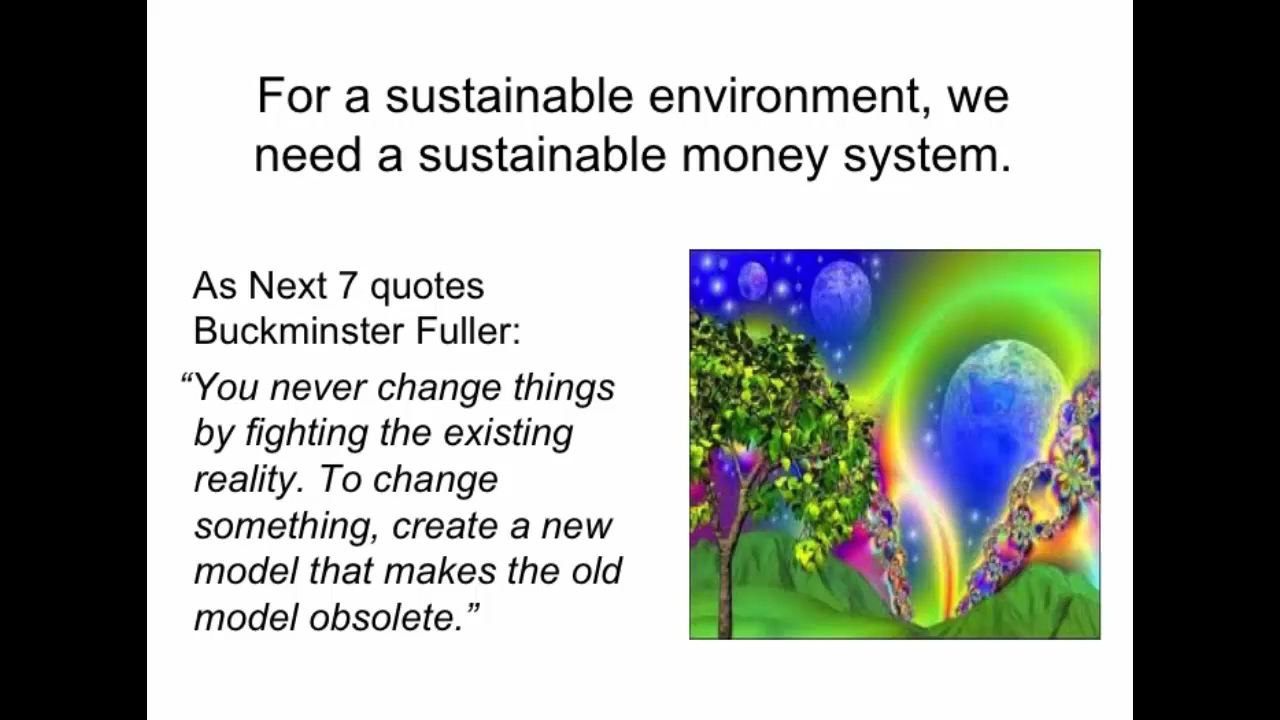 For a sustainable environment, we
need a sustainable money system.
As Next 7 quotes
Buckminster Fuller:
“You never change things
by fighting the existing
reality. To change
something, create a new
model that makes the old
model obsolete.”